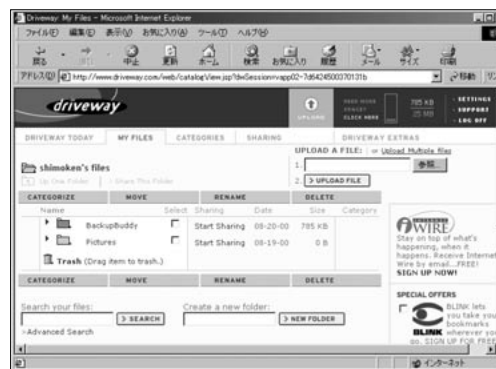 Driveway: My Files - Microsoft Internet Explorer
ファイル(F) 編集(E) 表示(V) お気に入り(A) ツール(T) ヘルプ(H)
戻る 中止 更新 ホーム 検索 お気に入り 履歴 メール サイズ 印刷
アドレス(D) http://www.driveway.com/web/catalogView.jsp?dwSession=vapp02-7d6424500370131b 移動
driveway
UPLOAD
NEED MORE SPACE?
CLICK HERE
785 KB
25 MB
SETTINGS
SUPPORT
LOG OFF
DRIVEWAY TODAY MY FILES CATEGORIES SHARING DRIVEWAY EXTRAS
UPLOAD A FILE: or Upload Multiple files
shimoken's files
1. 参照...
Up One Folder Share This Folder
2. > UPLOAD FILE
CATEGORIZE MOVE RENAME DELETE
Name Select Sharing Date Size Category
BackupBuddy Start Sharing 08-20-00 785 KB
Pictures Start Sharing 08-19-00 0 B
Trash (Drag item to trash.)
CATEGORIZE MOVE RENAME DELETE
Search your files: Create a new folder:
> SEARCH > NEW FOLDER
>Advanced Search
INTERNET
WIRE
Stay on top of what's
happening, when it
happens. Receive Internet
Wire by email...FREE!
SIGN UP NOW!
SPECIAL OFFERS
BLINK lets
you take you
bookmarks
wherever yo
go. SIGN UP FOR FREE
BLINK
インターネット